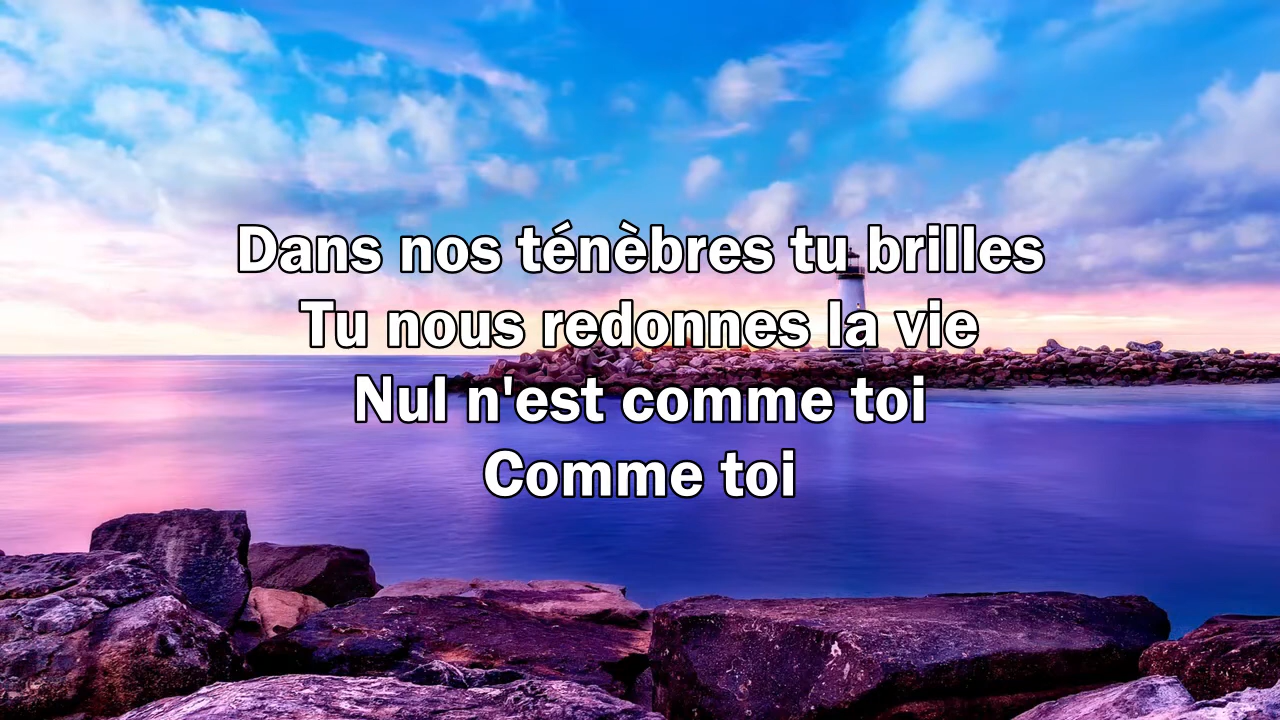 Dans nos ténèbres tu brilles
Tu nous redonnes la vie
Nul n'est comme toi
Comme toi